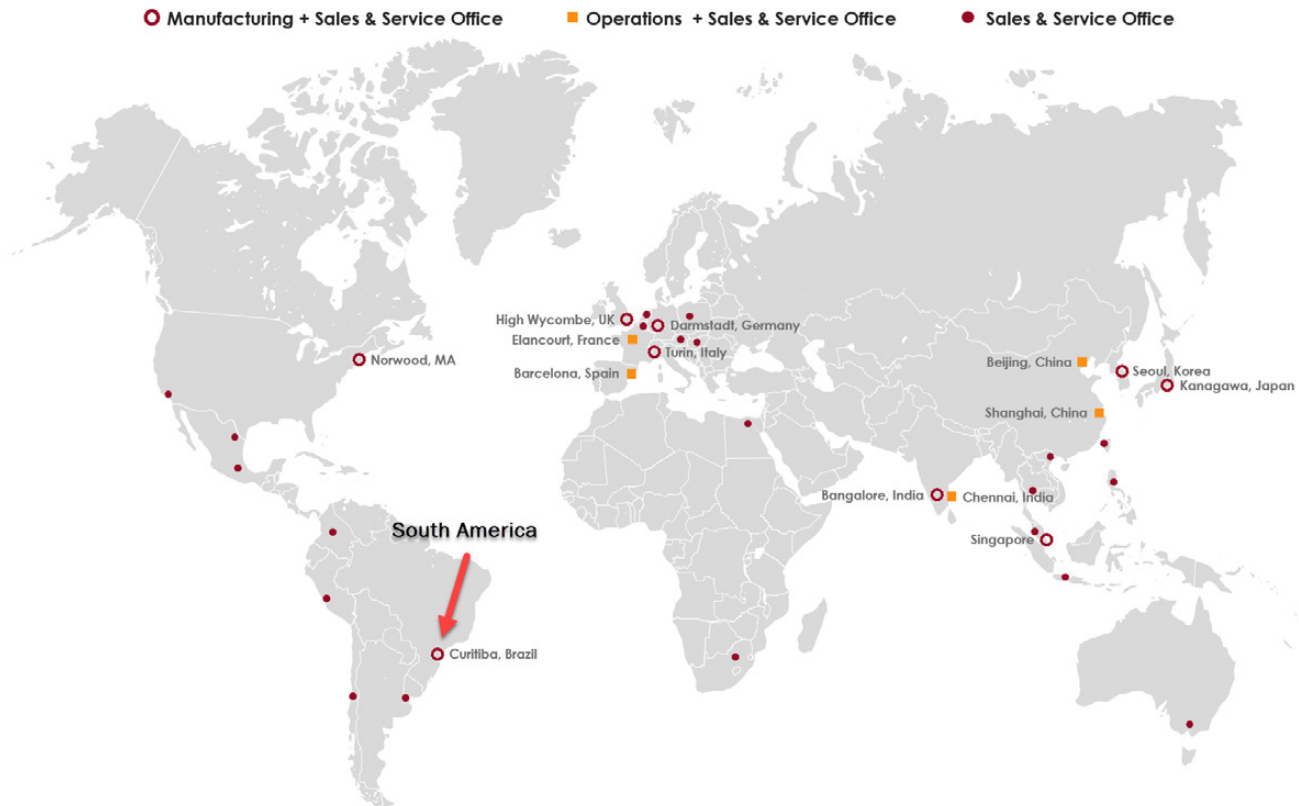 Manufacturing + Sales & Service Office
Operations + Sales & Service Office
Sales & Service Office
High Wycombe, UK
Darmstadt, Germany
Elancourt, France
Turin, Italy
Norwood, MA
Barcelona, Spain
Beijing, China
Seoul, Korea
Kanagawa, Japan
Shanghai, China
Bangalore, India
Chennai, India
South America
Singapore
Curitiba, Brazil